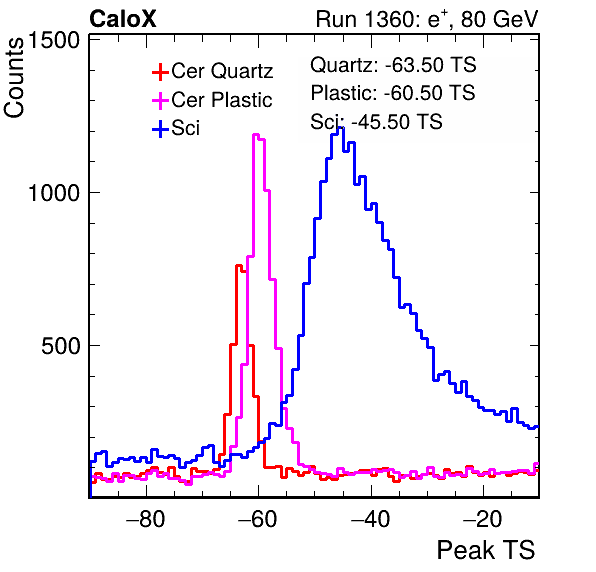 CaloX Run 1360: e⁺, 80 GeV
Counts
1500
1000
500
Cer Quartz
Cer Plastic
Sci
Quartz: -63.50 TS
Plastic: -60.50 TS
Sci: -45.50 TS
−80 −60 −40 −20
Peak TS